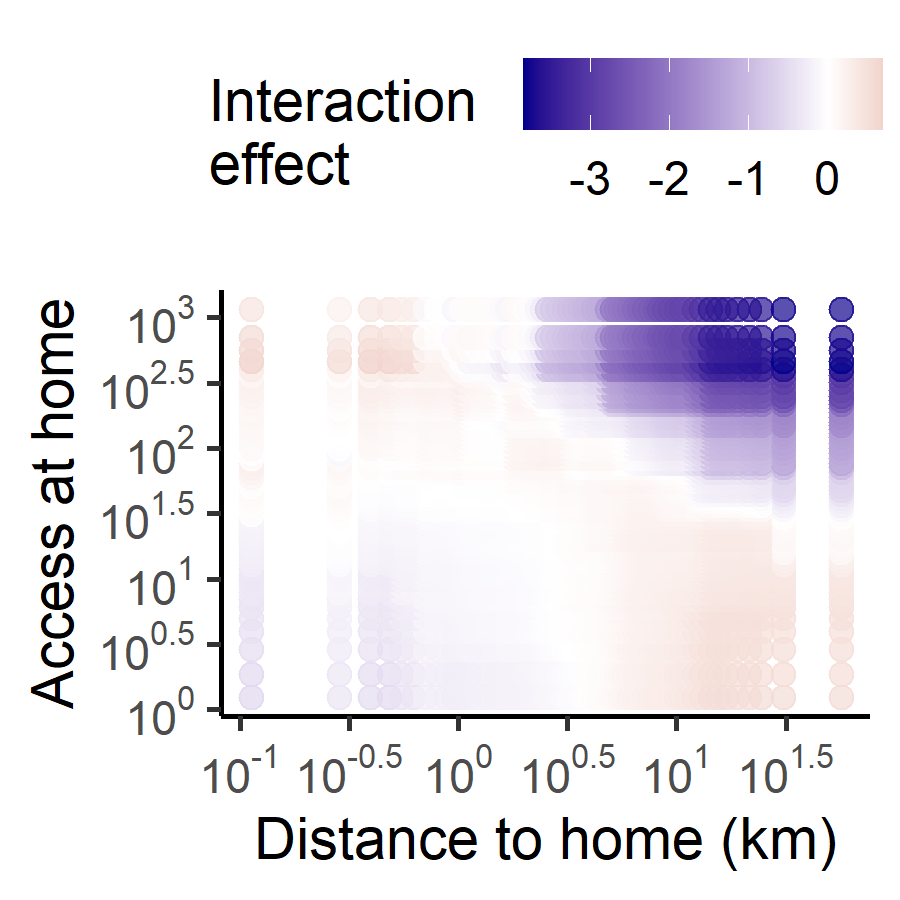 Interaction
effect
-3 -2 -1 0
Access at home
10^3
10^2.5
10^2
10^1.5
10^1
10^0.5
10^0
10^-1 10^-0.5 10^0 10^0.5 10^1 10^1.5
Distance to home (km)